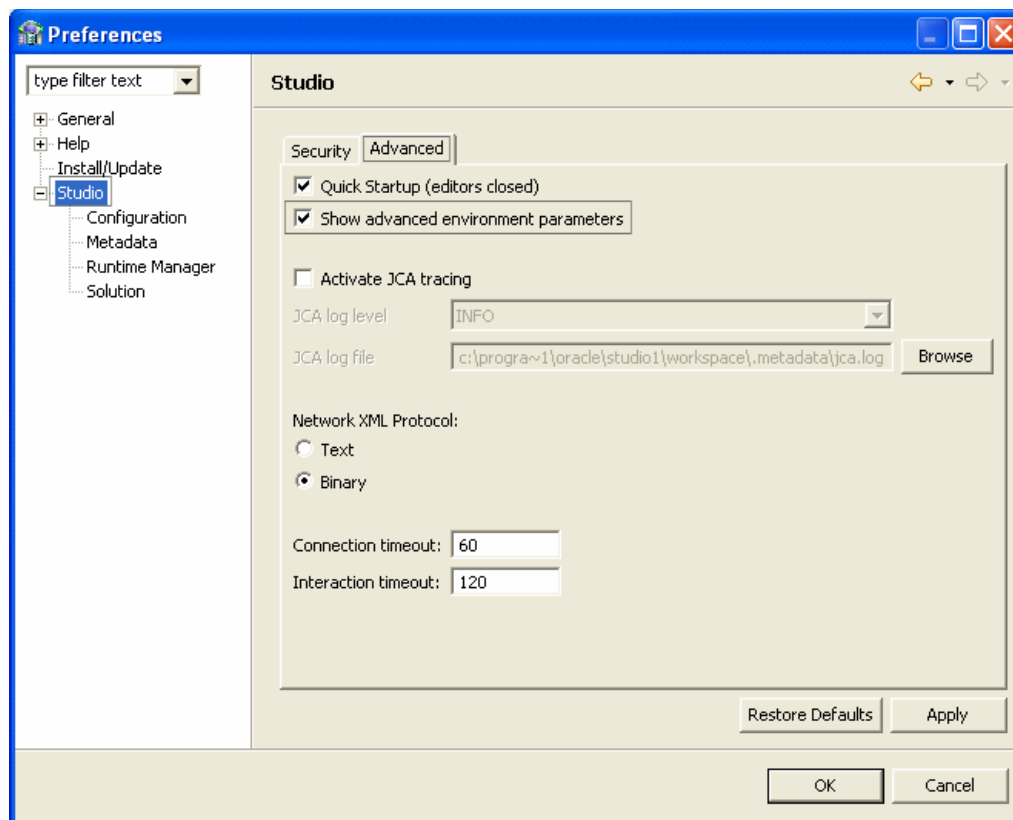 Preferences
type filter text
General
Help
Install/Update
Studio
Configuration
Metadata
Runtime Manager
Solution
Studio
Security
Advanced
Quick Startup (editors closed)
Show advanced environment parameters
Activate JCA tracing
JCA log level INFO
JCA log file c:\progra~1\oracle\studio1\workspace\.metadata\jca.log Browse
Network XML Protocol:
Text
Binary
Connection timeout: 60
Interaction timeout: 120
Restore Defaults Apply
OK Cancel